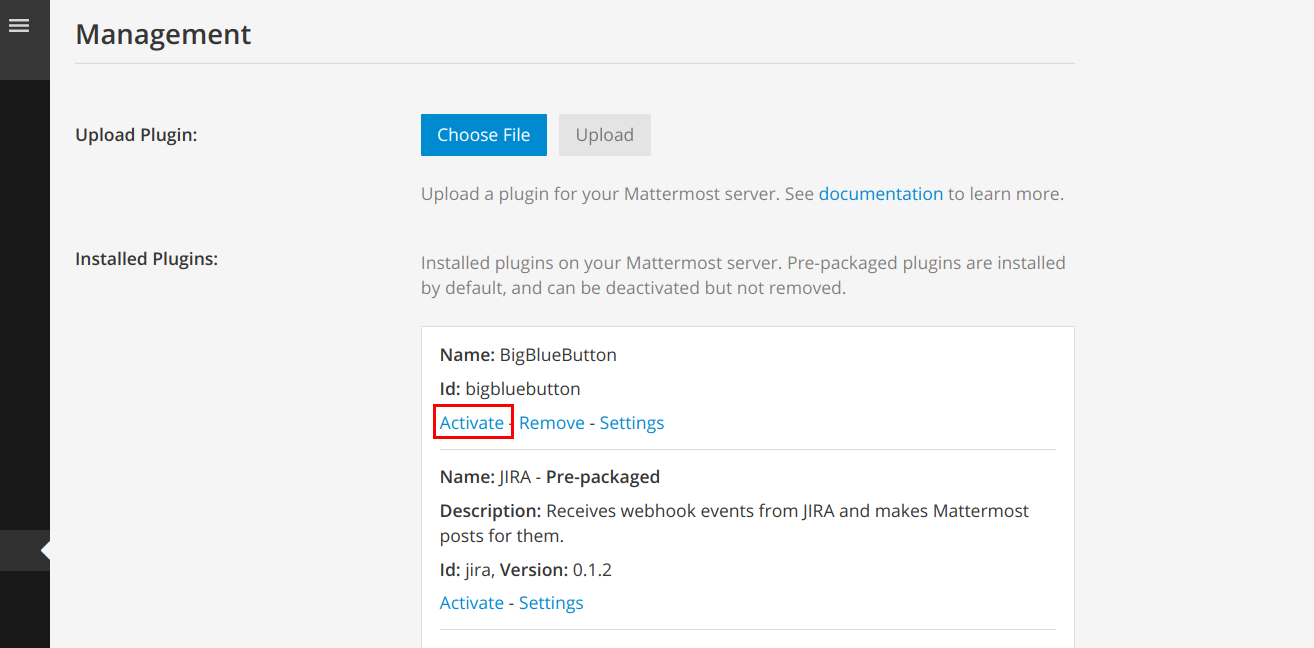 Management
Upload Plugin:
Choose File
Upload
Upload a plugin for your Mattermost server. See documentation to learn more.
Installed Plugins:
Installed plugins on your Mattermost server. Pre-packaged plugins are installed
by default, and can be deactivated but not removed.
Name: BigBlueButton
Id: bigbluebutton
Activate - Remove - Settings
Name: JIRA - Pre-packaged
Description: Receives webhook events from JIRA and makes Mattermost
posts for them.
Id: jira, Version: 0.1.2
Activate - Settings